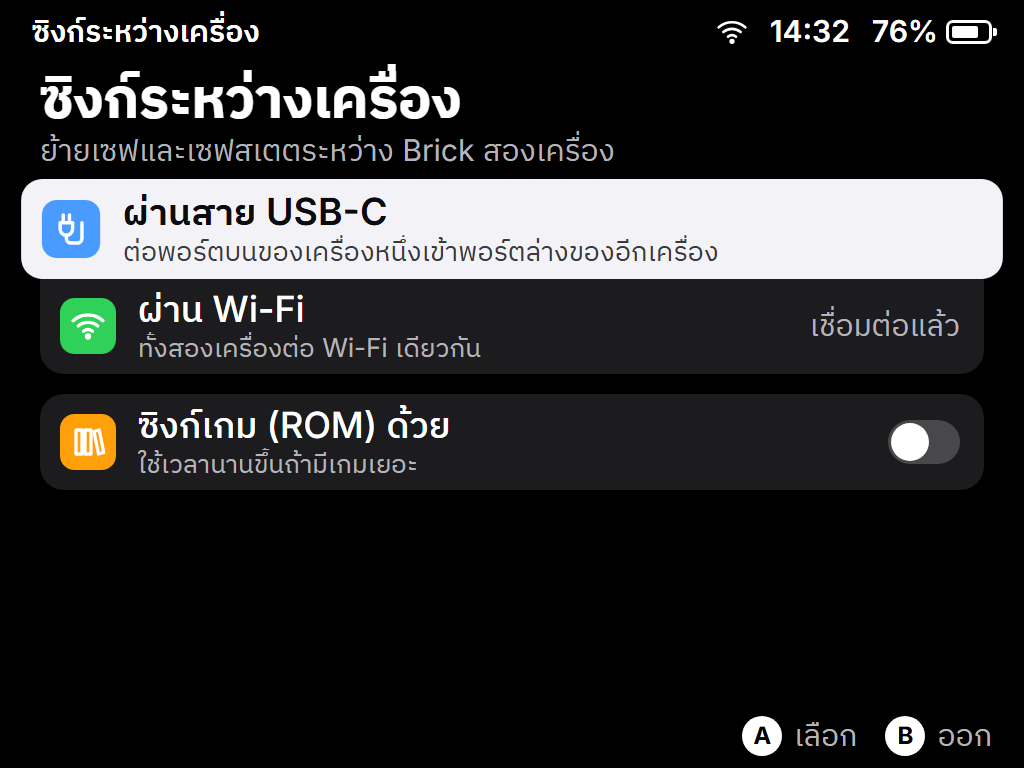 ซิงก์ระหว่างเครื่อง
14:32 76%
ซิงก์ระหว่างเครื่อง
ย้ายเซฟและเซฟสเตตระหว่าง Brick สองเครื่อง
ผ่านสาย USB-C
ต่อพอร์ตบนของเครื่องหนึ่งเข้าพอร์ตล่างของอีกเครื่อง
ผ่าน Wi-Fi
ทั้งสองเครื่องต่อ Wi-Fi เดียวกัน
เชื่อมต่อแล้ว
ซิงก์เกม (ROM) ด้วย
ใช้เวลานานขึ้นถ้ามีเกมเยอะ
A เลือก B ออก